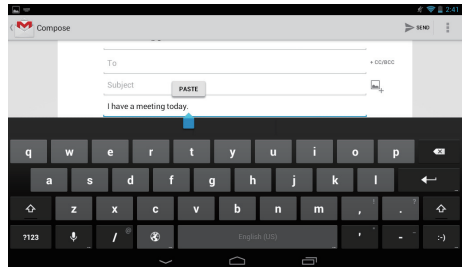 2:41
Compose
SEND
To
+ CC/BCC
Subject
PASTE
I have a meeting today.
q w e r t y u i o p
a s d f g h j k l
z x c v b n m , ! . ?
?123 / @ English (US) ' " - _ :-)